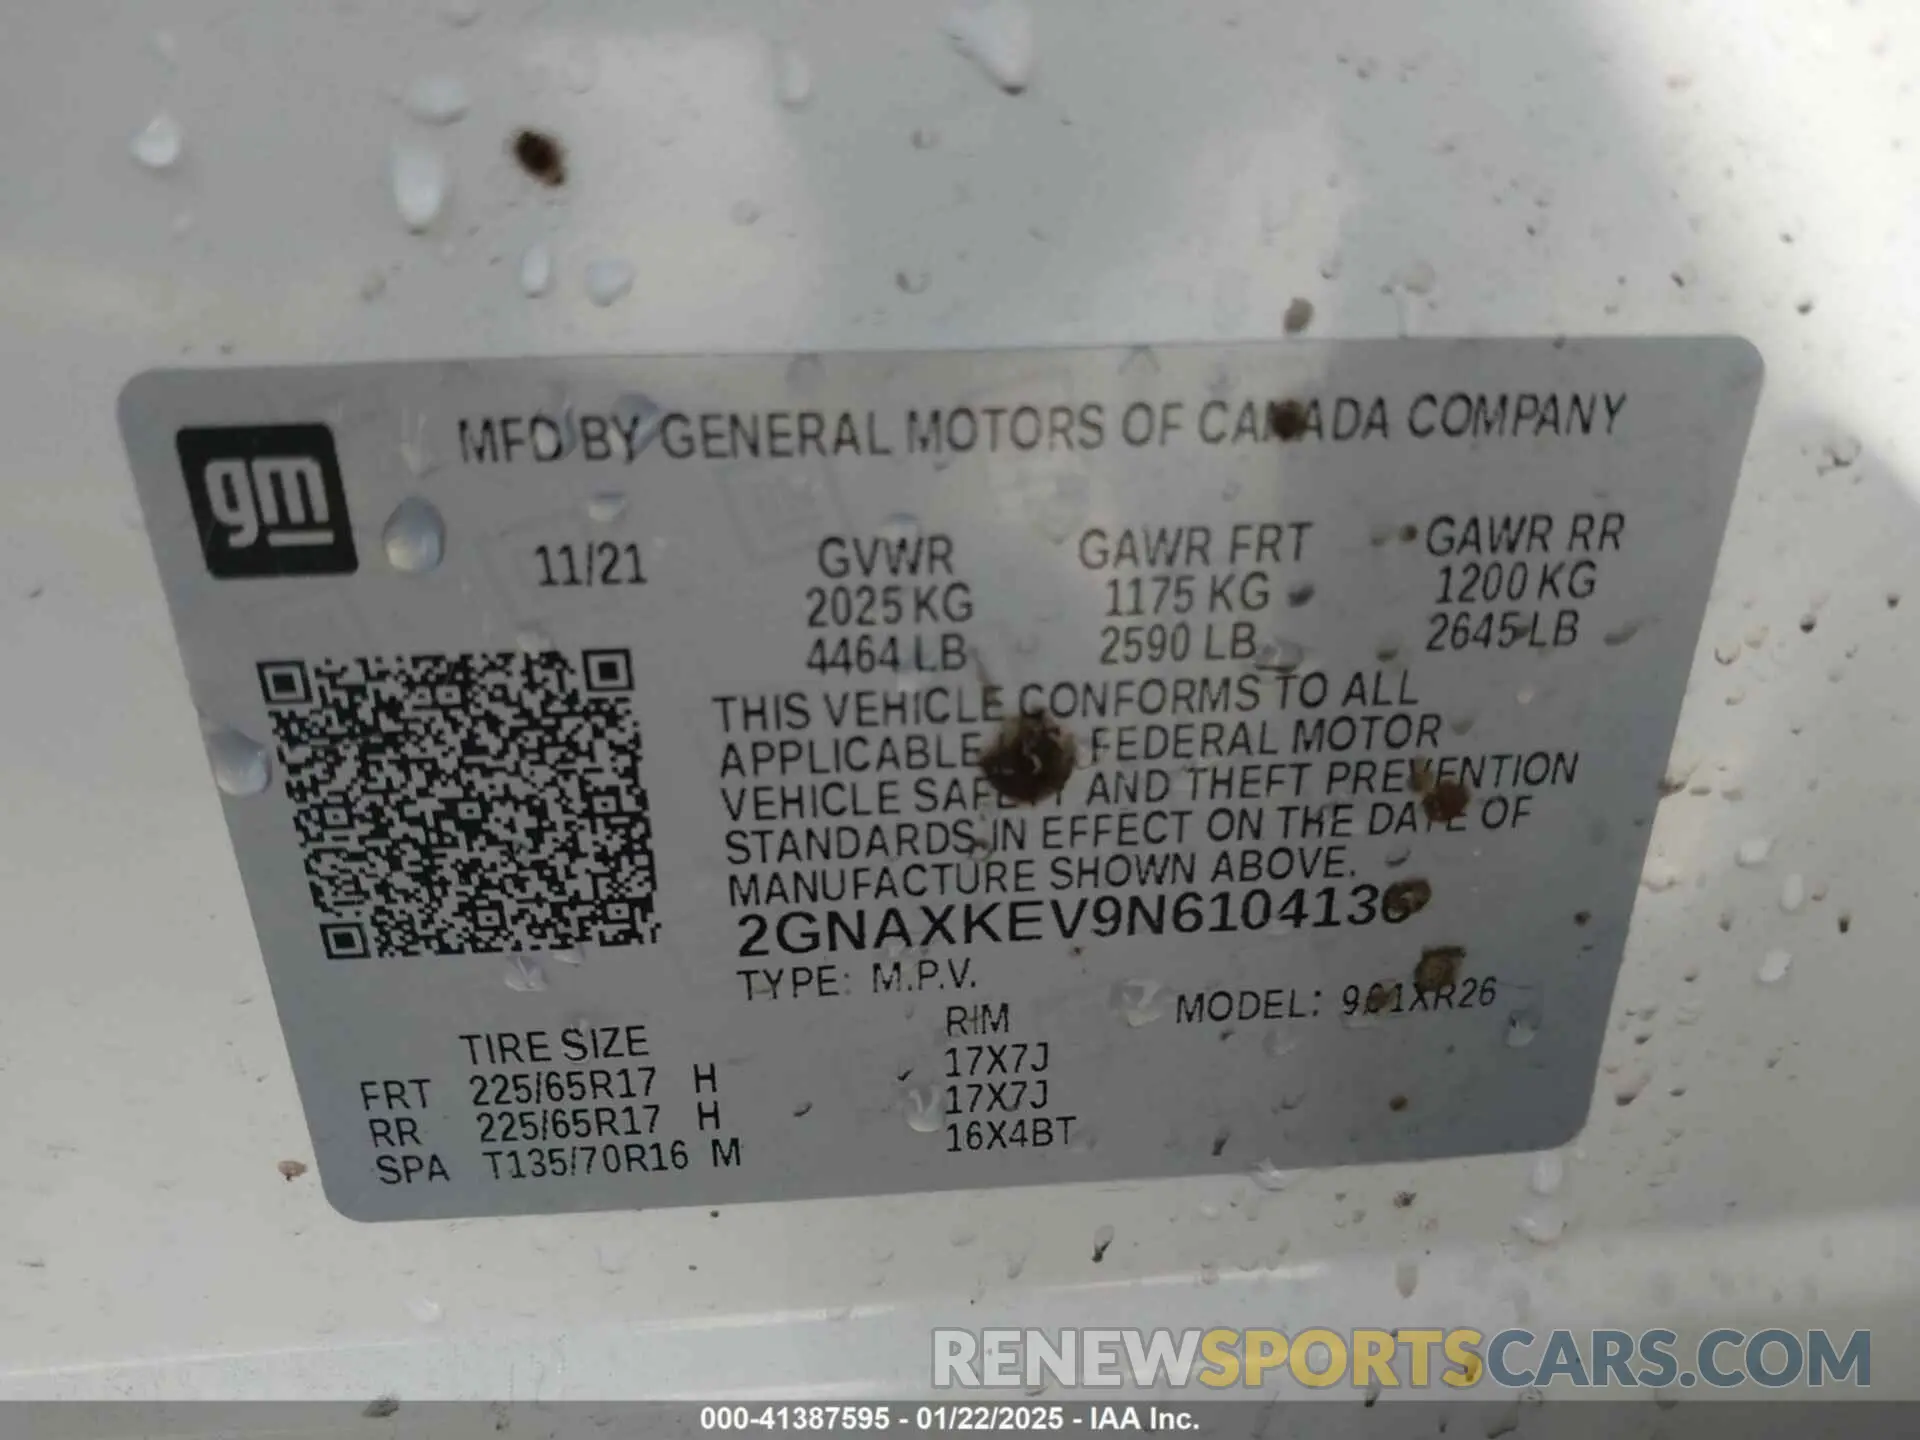 gm
MFD BY GENERAL MOTORS OF CANADA COMPANY
11/21 GVWR GAWR FRT GAWR RR
2025 KG 1175 KG 1200 KG
4464 LB 2590 LB 2645 LB
THIS VEHICLE CONFORMS TO ALL
APPLICABLE FEDERAL MOTOR
VEHICLE SAFETY AND THEFT PREVENTION
STANDARDS IN EFFECT ON THE DATE OF
MANUFACTURE SHOWN ABOVE.
2GNAXKEV9N6104136
TYPE: M.P.V.
MODEL:
TIRE SIZE RIM
FRT 225/65R17 H 17X7J
RR 225/65R17 H 17X7J
SPA T135/70R16 M 16X4BT
RENEWSPORTSCARS.COM
000-41387595 - 01/22/2025 - IAA Inc.